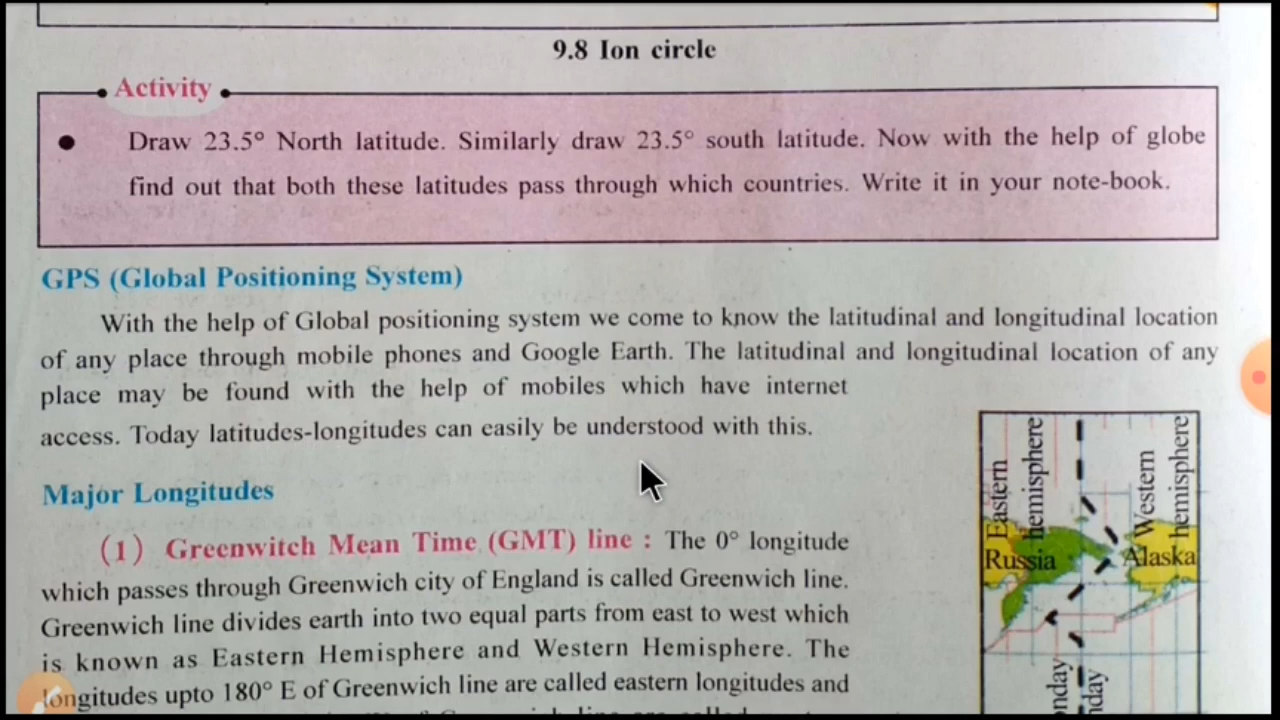 9.8 Ion circle
Activity
Draw 23.5° North latitude. Similarly draw 23.5° south latitude. Now with the help of globe
find out that both these latitudes pass through which countries. Write it in your note-book.
GPS (Global Positioning System)
With the help of Global positioning system we come to know the latitudinal and longitudinal location
of any place through mobile phones and Google Earth. The latitudinal and longitudinal location of any
place may be found with the help of mobiles which have internet
access. Today latitudes-longitudes can easily be understood with this.
Major Longitudes
(1) Greenwitch Mean Time (GMT) line : The 0° longitude
which passes through Greenwich city of England is called Greenwich line.
Greenwich line divides earth into two equal parts from east to west which
is known as Eastern Hemisphere and Western Hemisphere. The
longitudes upto 180° E of Greenwich line are called eastern longitudes and
Eastern
hemisphere
Western
hemisphere
Russia
Alaska